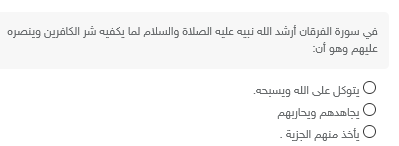 في سورة الفرقان أرشد الله نبيه عليه الصلاة والسلام لما يكفيه شر الكافرين وينصره
عليهم وهو أن:
يتوكل على الله ويسبحه.
يجاهدهم ويحاربهم
يأخذ منهم الجزية .